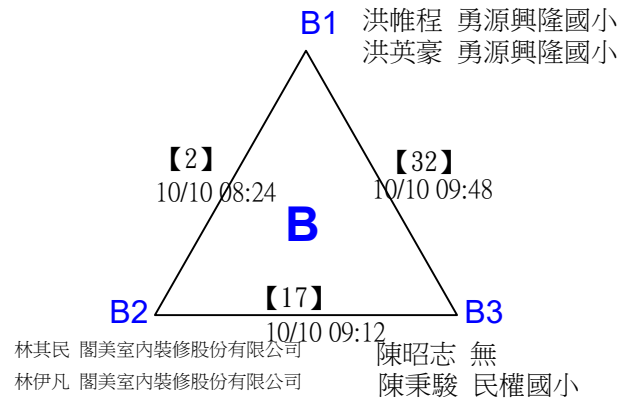 B1
洪帷程 勇源興隆國小
洪英豪 勇源興隆國小
【2】
10/10 08:24
【32】
10/10 09:48
B
B2
【17】
10/10 09:12
B3
林其民 閣美室內裝修股份有限公司
林伊凡 閣美室內裝修股份有限公司
陳昭志 無
陳秉駿 民權國小